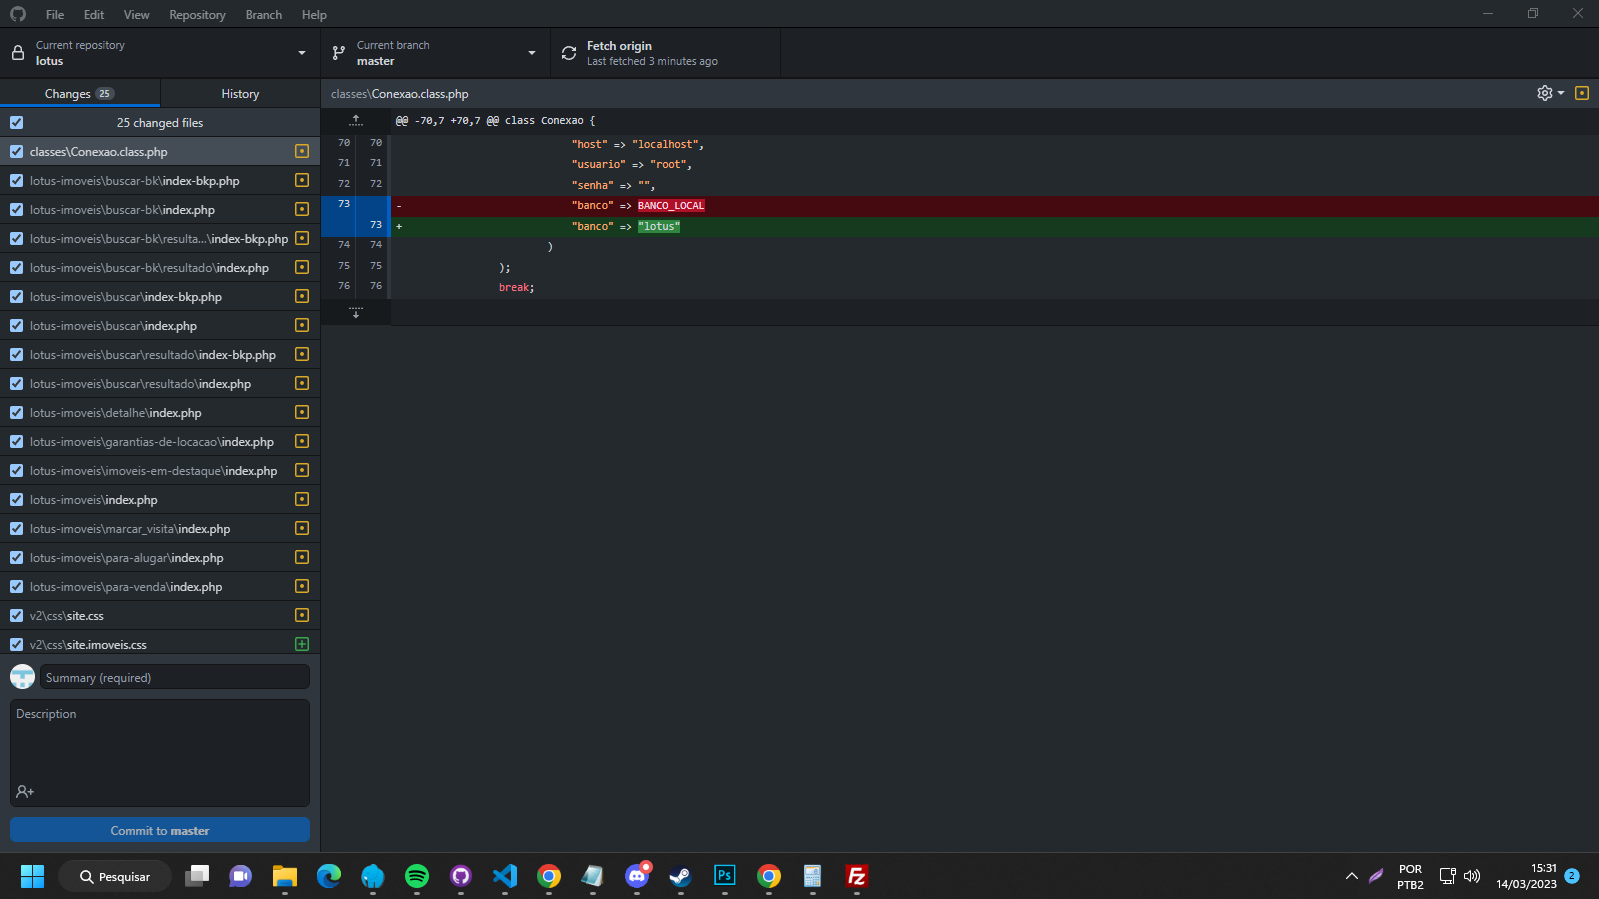 File Edit View Repository Branch Help
Current repository
lotus
Current branch
master
Fetch origin
Last fetched 3 minutes ago
Changes 25
History
classes\Conexao.class.php
25 changed files
classes\Conexao.class.php
lotus-imoveis\buscar-bk\index-bkp.php
lotus-imoveis\buscar-bk\index.php
lotus-imoveis\buscar-bk\resulta...\index-bkp.php
lotus-imoveis\buscar-bk\resultado\index.php
lotus-imoveis\buscar\index-bkp.php
lotus-imoveis\buscar\index.php
lotus-imoveis\buscar\resultado\index-bkp.php
lotus-imoveis\buscar\resultado\index.php
lotus-imoveis\detalhe\index.php
lotus-imoveis\garantias-de-locacao\index.php
lotus-imoveis\imoveis-em-destaque\index.php
lotus-imoveis\index.php
lotus-imoveis\marcar_visita\index.php
lotus-imoveis\para-alugar\index.php
lotus-imoveis\para-venda\index.php
v2\css\site.css
v2\css\site.imoveis.css
Summary (required)
Description
Commit to master
@@ -70,7 +70,7 @@ class Conexao {
70 70 "host" => "localhost",
71 71 "usuario" => "root",
72 72 "senha" => "",
73 - "banco" => BANCO_LOCAL
73 + "banco" => "lotus"
74 74 )
75 75 );
76 76 break;
Pesquisar
Ps
Fz
POR
PTB2
15:31
14/03/2023
2